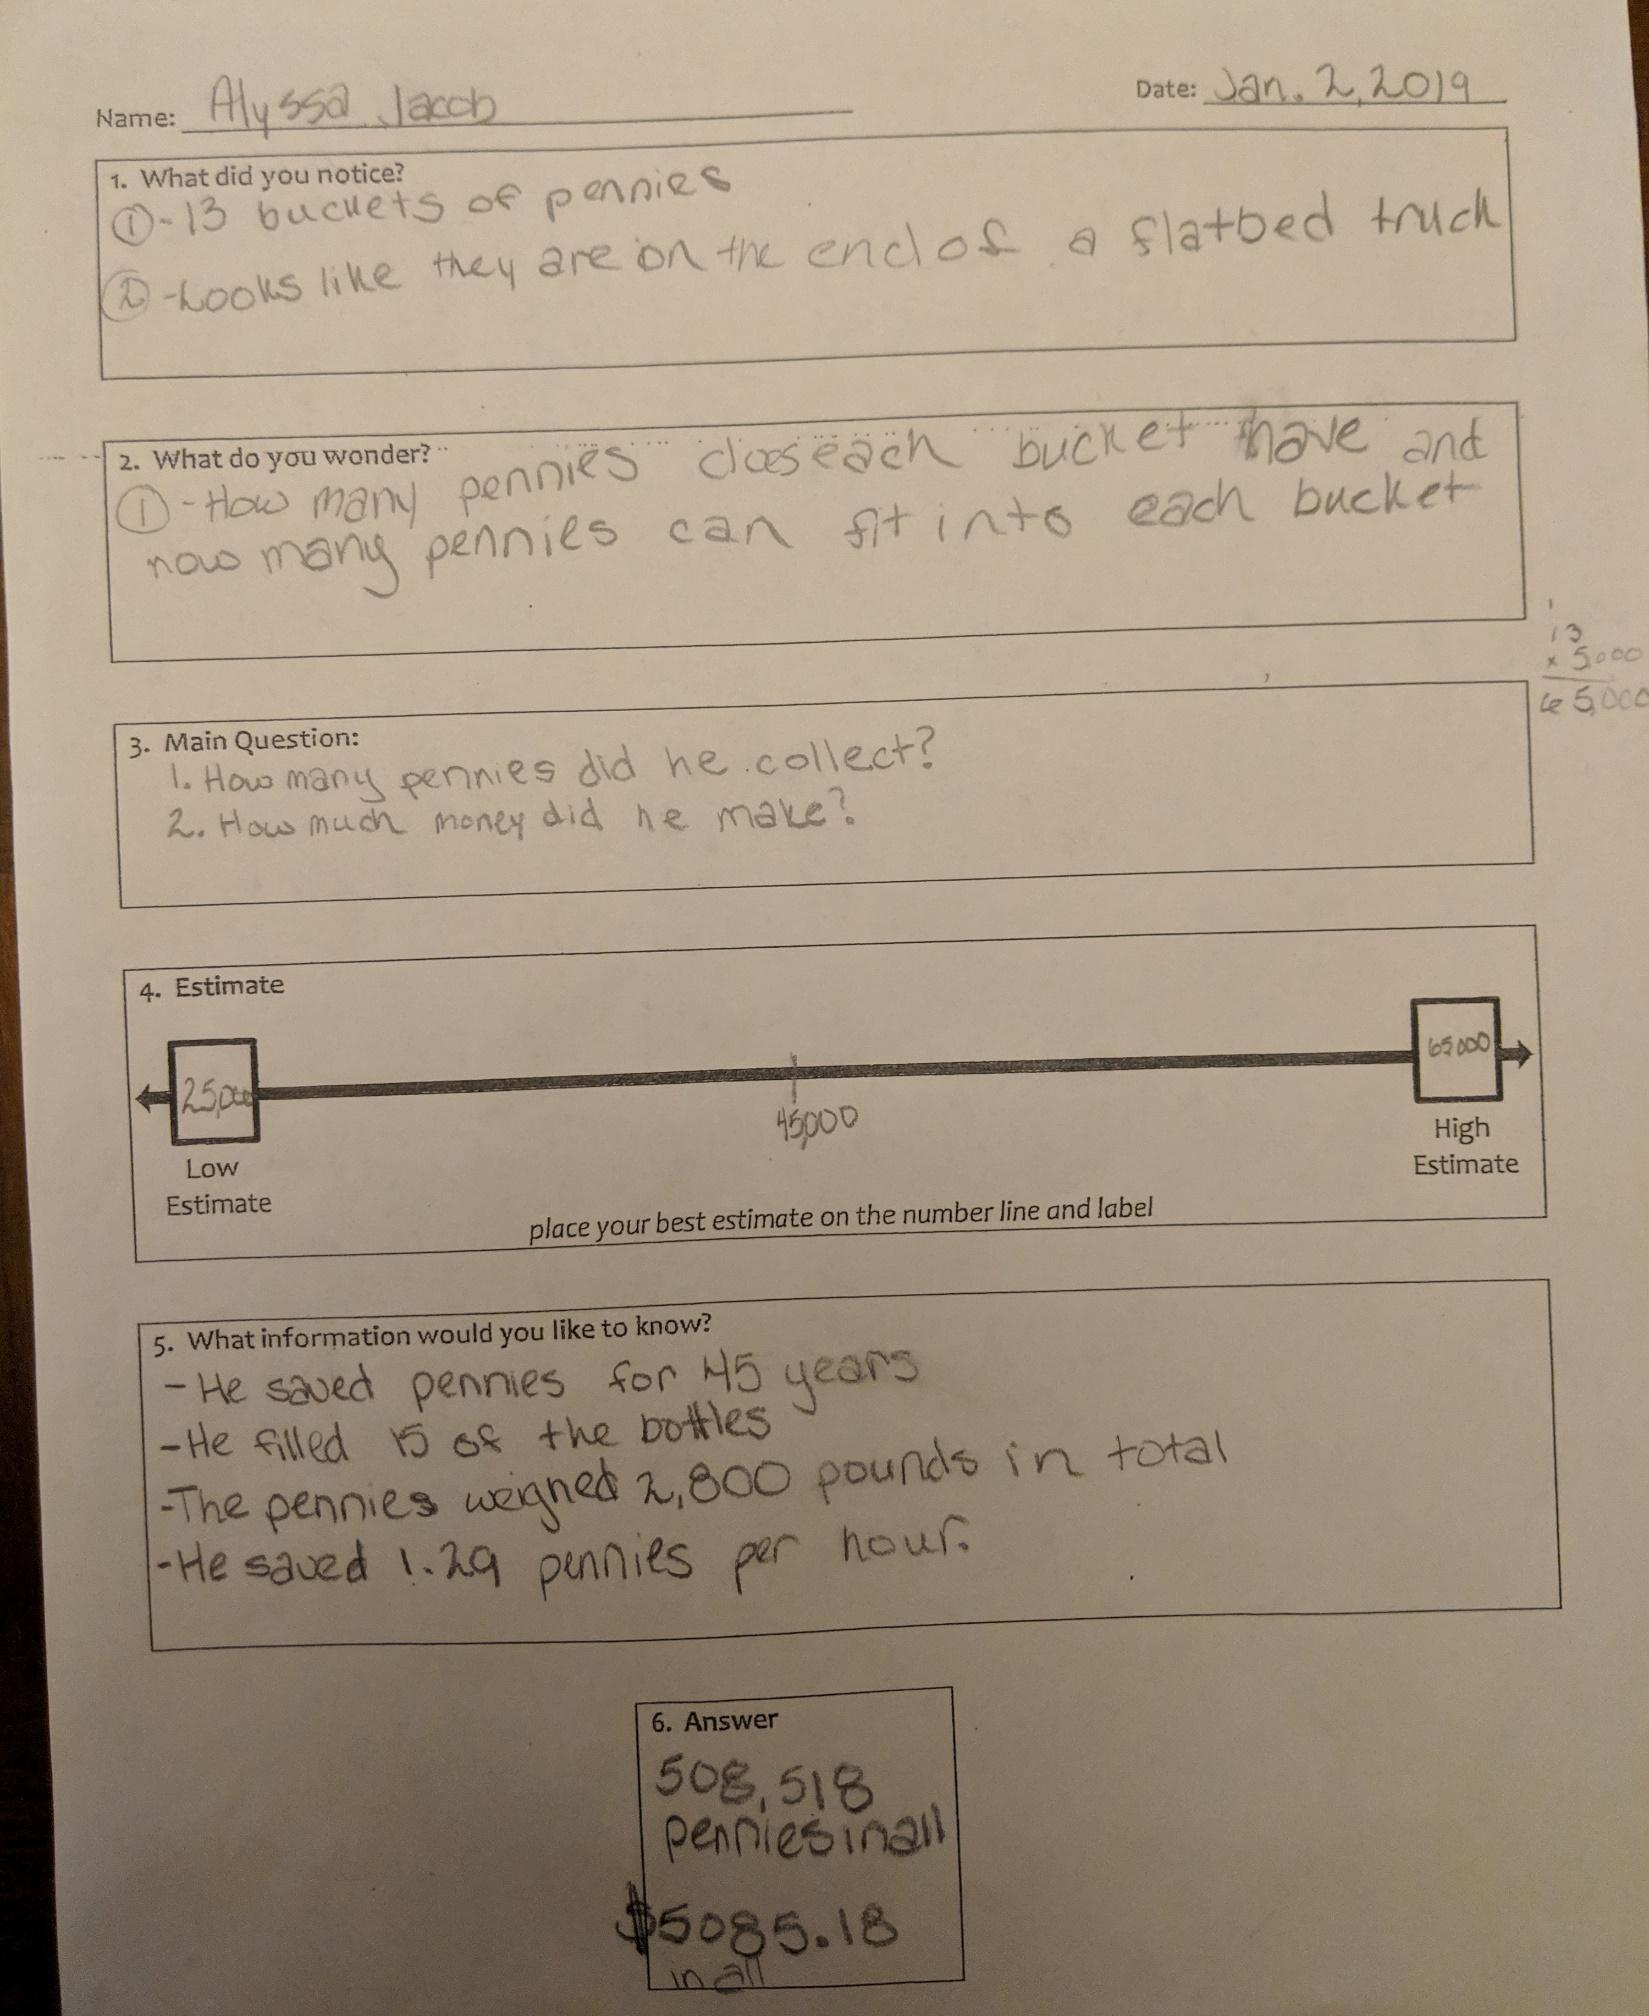 Name: Alyssa Jacob Date: Jan. 2, 2019
1. What did you notice?
①-13 buckets of pennies
②-Looks like they are on the end of a flatbed truck
2. What do you wonder?
①-How many pennies does each bucket have and
how many pennies can fit into each bucket
13
x 5000
65,000
3. Main Question:
1. How many pennies did he collect?
2. How much money did he make?
4. Estimate
25,000
45,000
65000
Low
Estimate
High
Estimate
place your best estimate on the number line and label
5. What information would you like to know?
- He saved pennies for 45 years
- He filled 15 of the bottles
- The pennies weighed 2,800 pounds in total
- He saved 1.29 pennies per hour.
6. Answer
508,518
pennies in all
$5085.18
in all